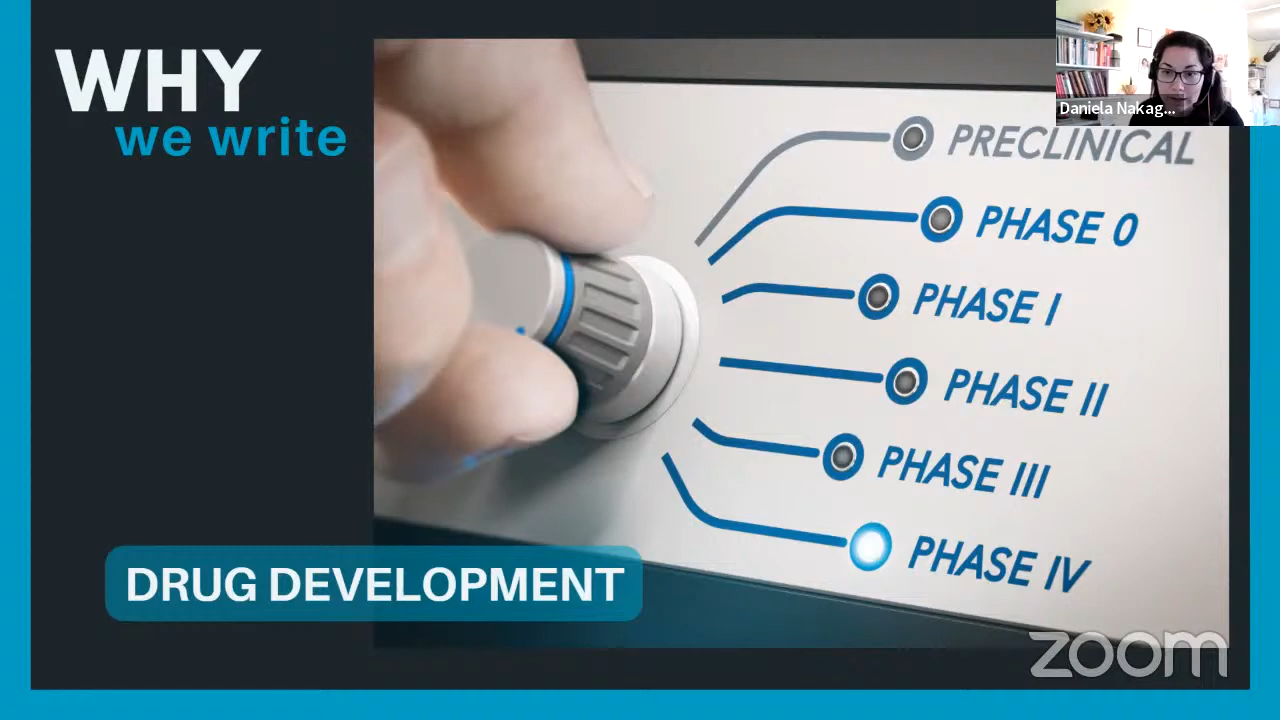 WHY
we write
Daniela Nakag...
PRECLINICAL
PHASE 0
PHASE I
PHASE II
PHASE III
PHASE IV
DRUG DEVELOPMENT
zoom